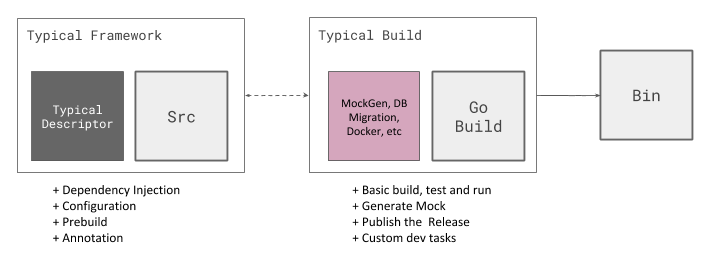 Typical Framework
Typical
Descriptor
Src
+ Dependency Injection
+ Configuration
+ Prebuild
+ Annotation
Typical Build
MockGen, DB
Migration,
Docker, etc
Go
Build
+ Basic build, test and run
+ Generate Mock
+ Publish the  Release
+ Custom dev tasks
Bin